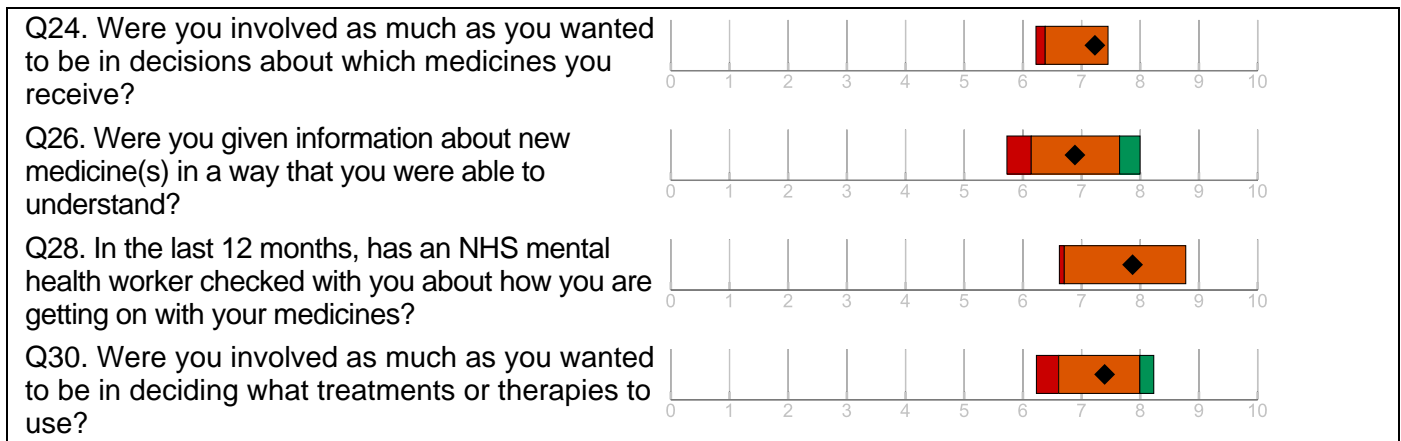 Q24. Were you involved as much as you wanted
to be in decisions about which medicines you
receive?
0 1 2 3 4 5 6 7 8 9 10
Q26. Were you given information about new
medicine(s) in a way that you were able to
understand?
0 1 2 3 4 5 6 7 8 9 10
Q28. In the last 12 months, has an NHS mental
health worker checked with you about how you are
getting on with your medicines?
0 1 2 3 4 5 6 7 8 9 10
Q30. Were you involved as much as you wanted
to be in deciding what treatments or therapies to
use?
0 1 2 3 4 5 6 7 8 9 10